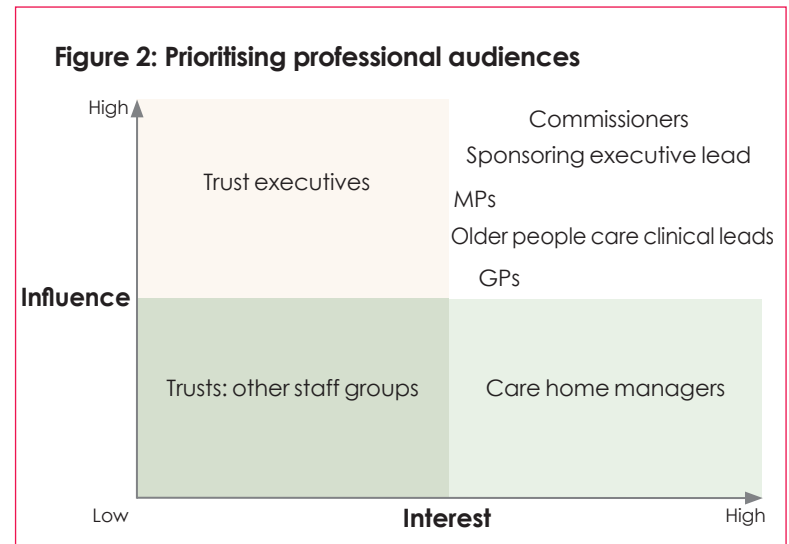 Figure 2: Prioritising professional audiences
High
Commissioners
Sponsoring executive lead
Trust executives
MPs
Older people care clinical leads
GPs
Influence
Trusts: other staff groups
Care home managers
Low
Interest
High